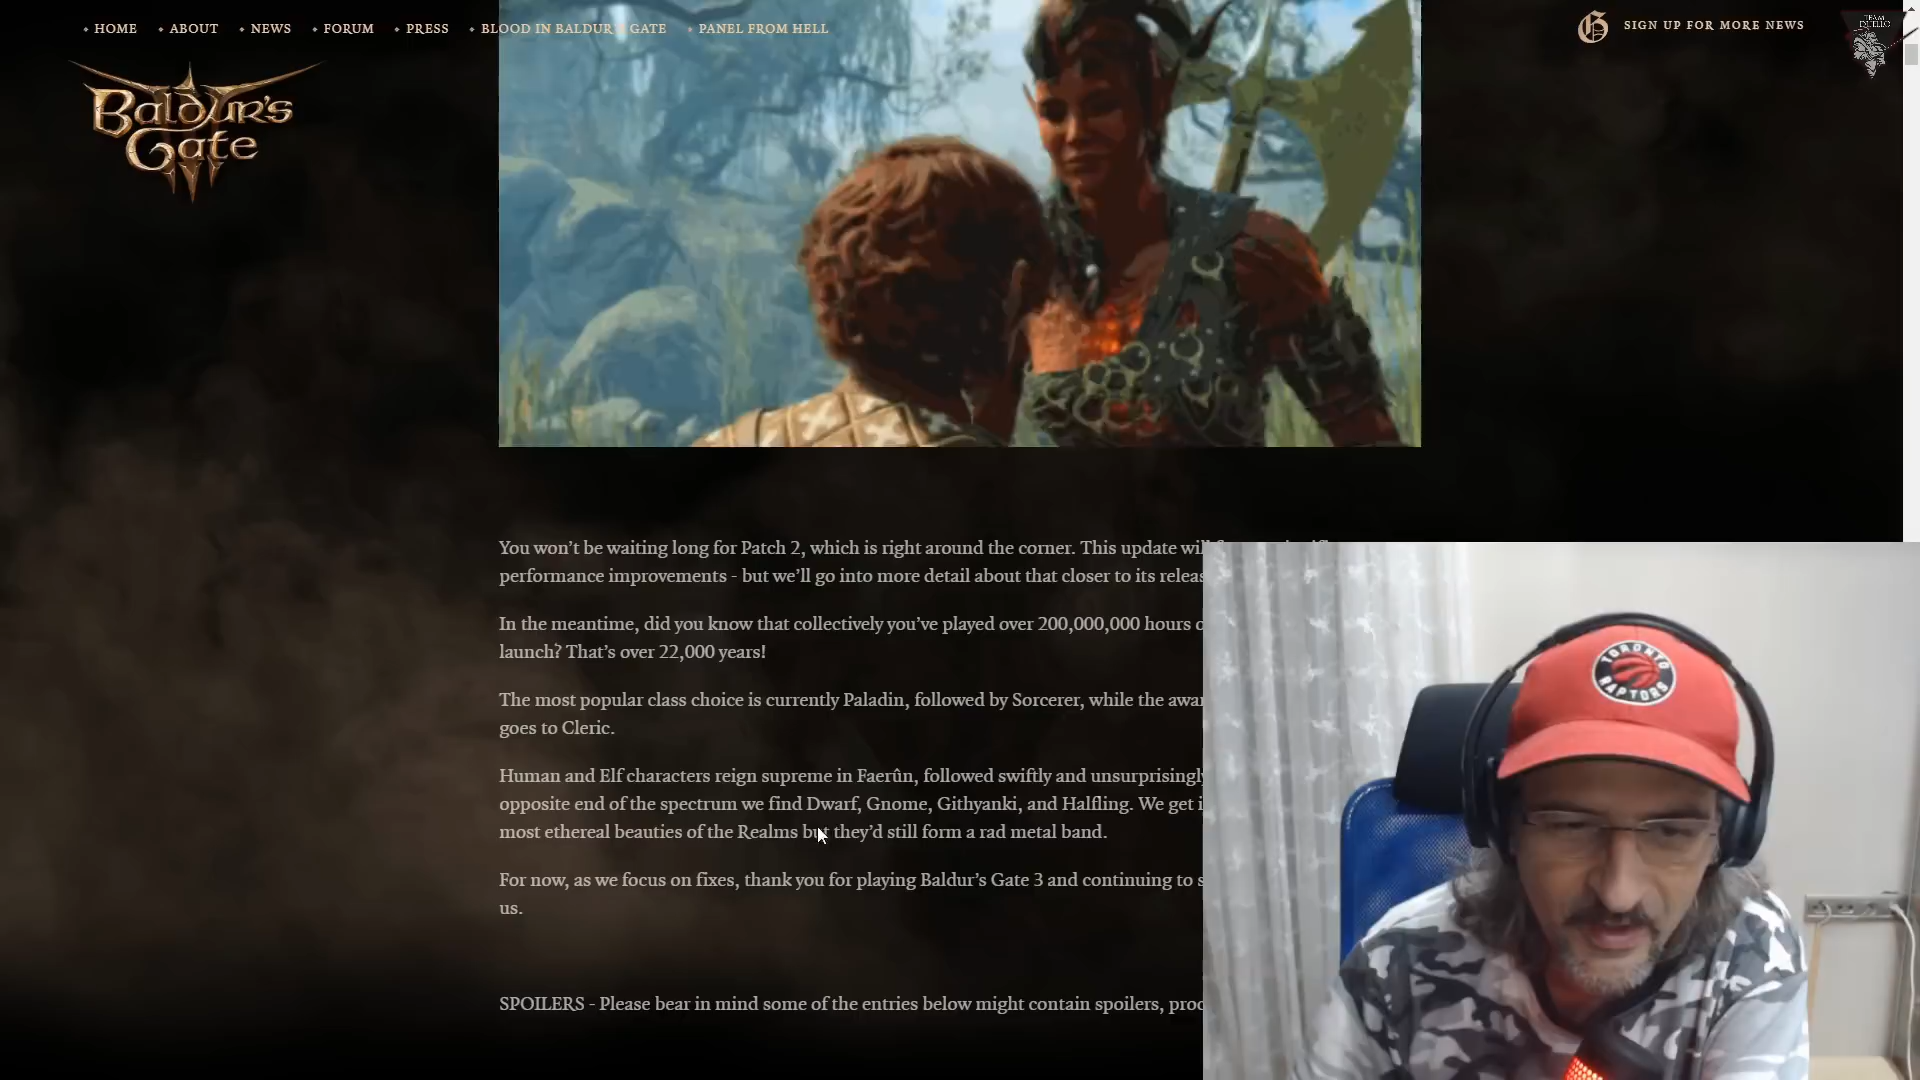 HOME ABOUT NEWS FORUM PRESS BLOOD IN BALDUR'S GATE PANEL FROM HELL
SIGN UP FOR MORE NEWS
TEAM
Baldur's
Gate
You won't be waiting long for Patch 2, which is right around the corner. This update will
performance improvements - but we'll go into more detail about that closer to its
In the meantime, did you know that collectively you've played over 200,000,000 hours
launch? That's over 22,000 years!
The most popular class choice is currently Paladin, followed by Sorcerer, while the
goes to Cleric.
Human and Elf characters reign supreme in Faerûn, followed swiftly and unsurprisingly
opposite end of the spectrum we find Dwarf, Gnome, Githyanki, and Halfling. We get
most ethereal beauties of the Realms but they'd still form a rad metal band.
For now, as we focus on fixes, thank you for playing Baldur's Gate 3 and continuing to
us.
SPOILERS - Please bear in mind some of the entries below might contain spoilers,
TORONTO
RAPTORS